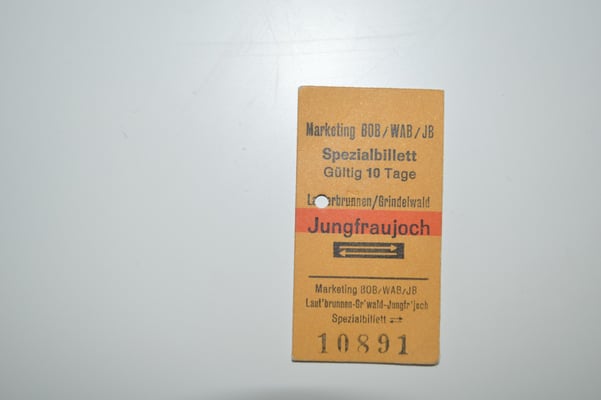 Marketing BOB/WAB/JB
Spezialbillett
Gültig 10 Tage
Lauterbrunnen/Grindelwald
Jungfraujoch
Marketing BOB/WAB/JB
Laut'brunnen-Gr'wald-Jungfr'joch
Spezialbillett ⇄
10891